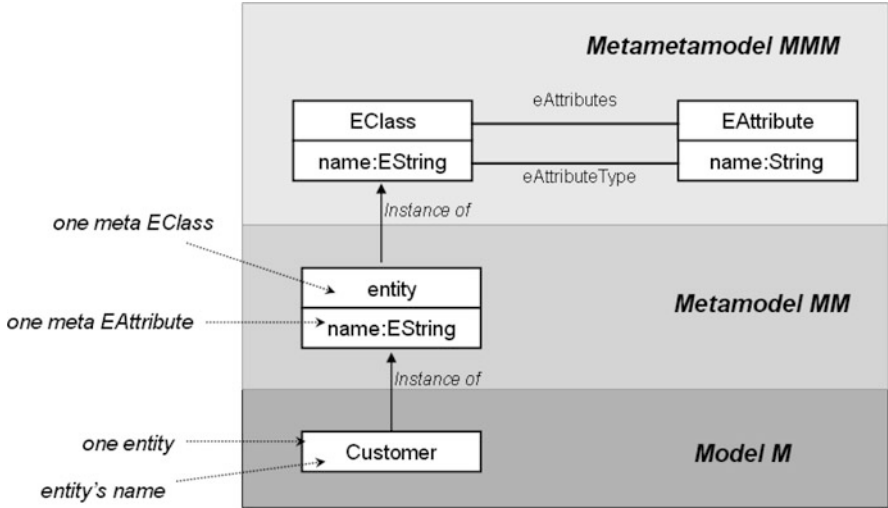 Metametamodel MMM
eAttributes
EClass
EAttribute
name:EString
name:String
eAttributeType
Instance of
one meta EClass
entity
Metamodel MM
one meta EAttribute
name:EString
Instance of
one entity
Customer
Model M
entity's name